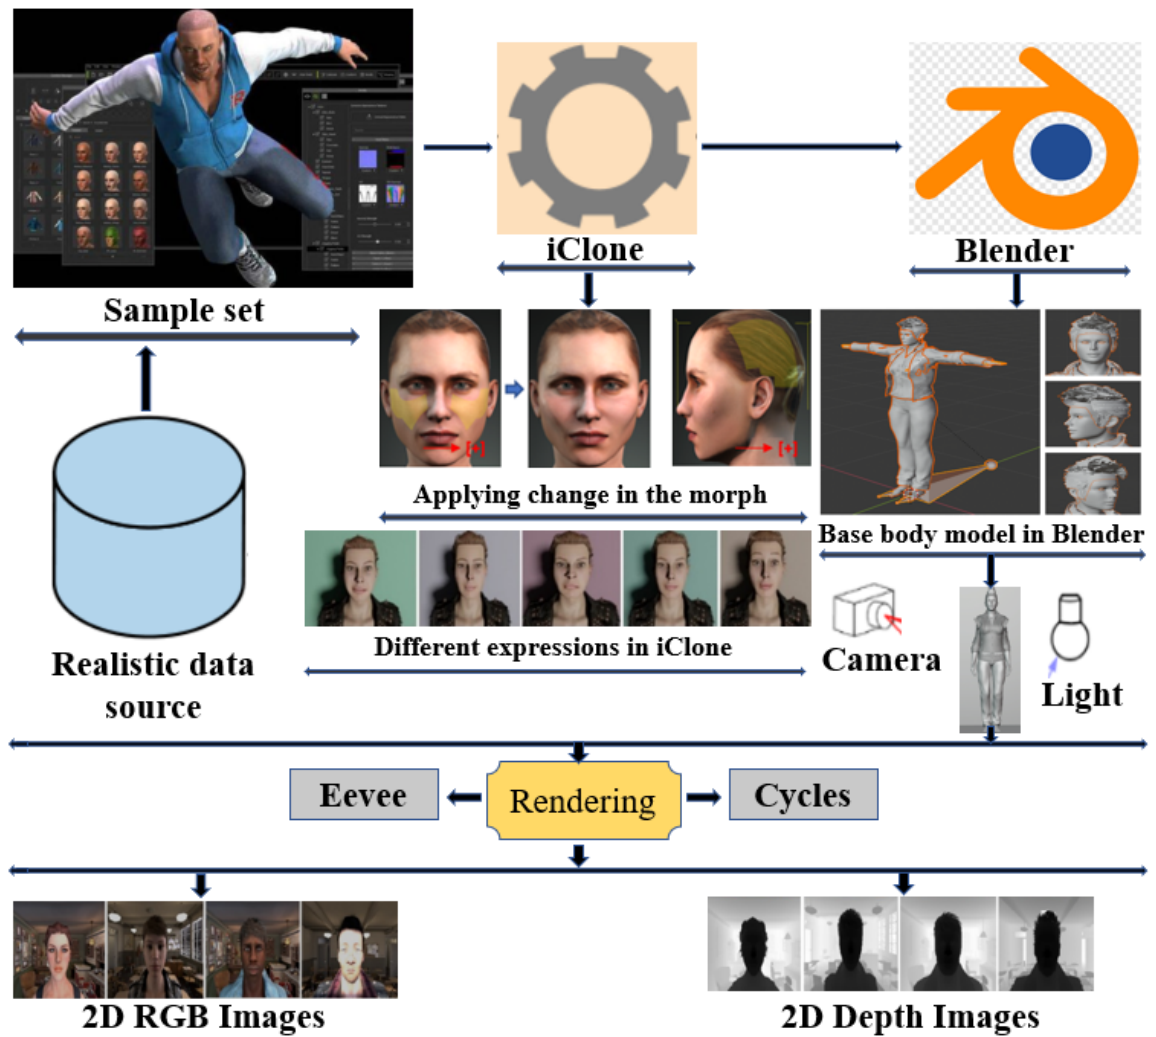 iClone
Blender
Sample set
[+]
[+]
Applying change in the morph
Base body model in Blender
Different expressions in iClone
Realistic data
source
Camera
Light
Eevee
Rendering
Cycles
2D RGB Images
2D Depth Images